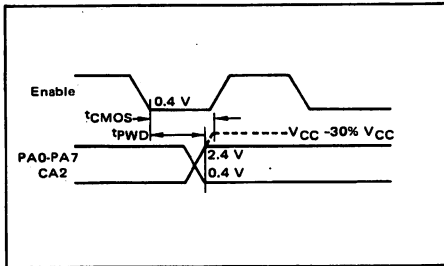 Enable
0.4 V
tCMOS
tPWD
VCC -30% VCC
PA0-PA7
CA2
2.4 V
0.4 V